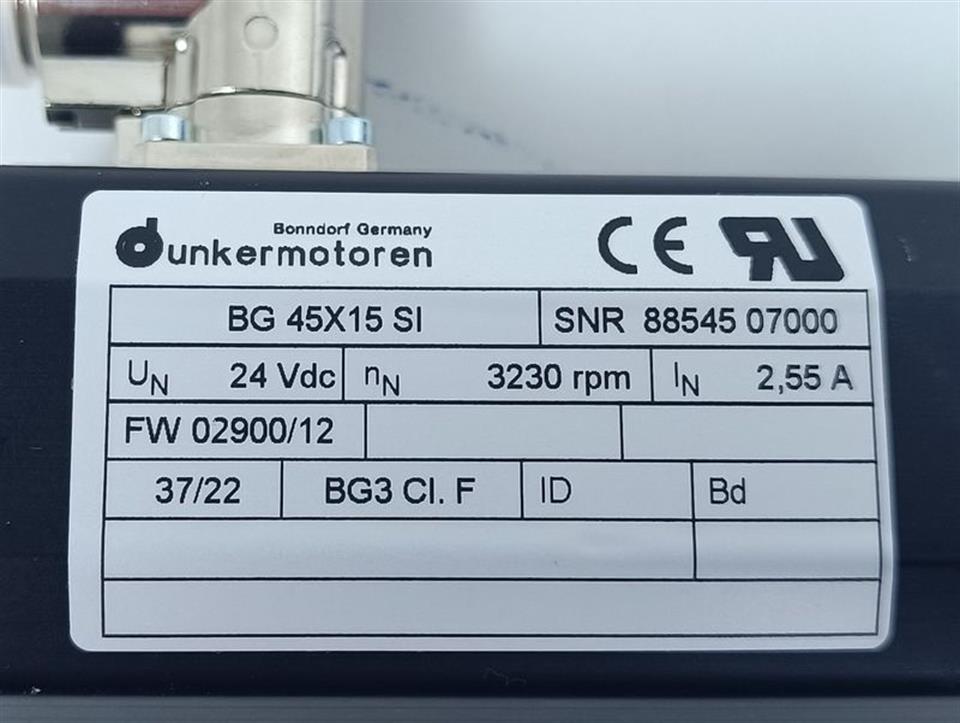 Bonndorf Germany
dunkermotoren CE RU
BG 45X15 SI SNR 88545 07000
UN 24 Vdc nN 3230 rpm IN 2,55 A
FW 02900/12
37/22 BG3 Cl. F ID Bd